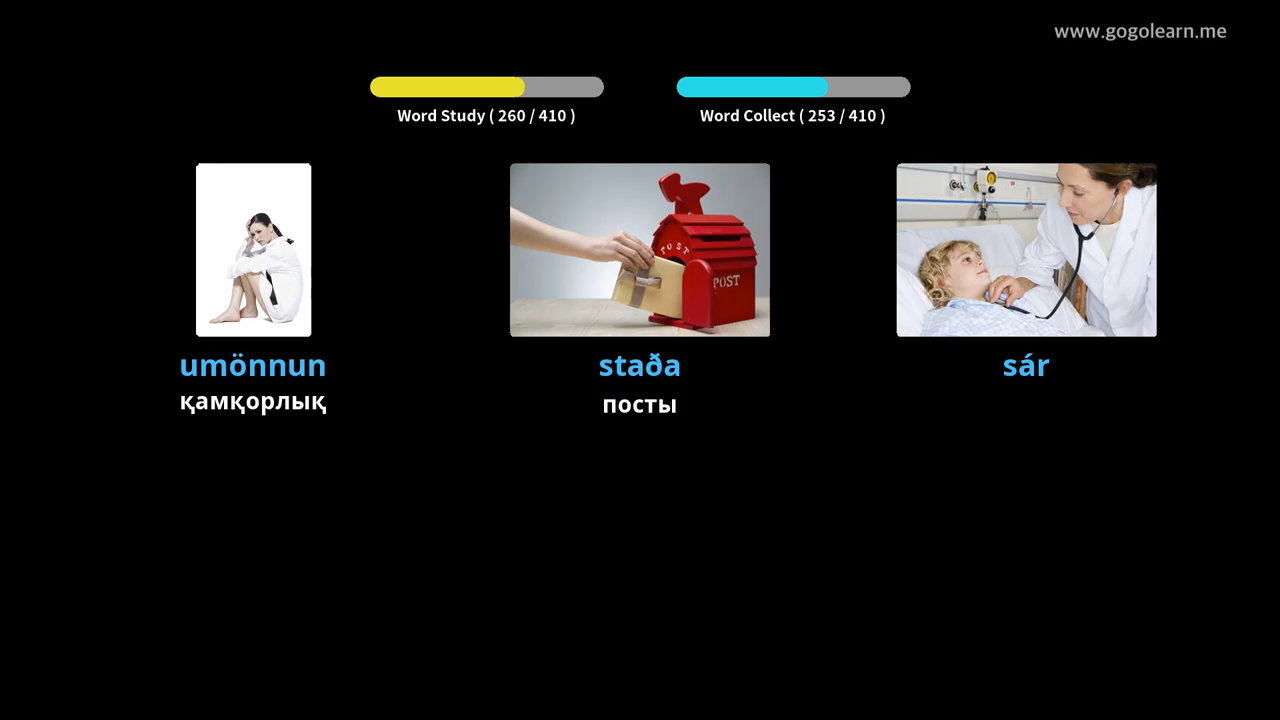 www.gogolearn.me
Word Study ( 260 / 410 )
Word Collect ( 253 / 410 )
POST
POST
umönnun
staða
sár
қамқорлық
посты